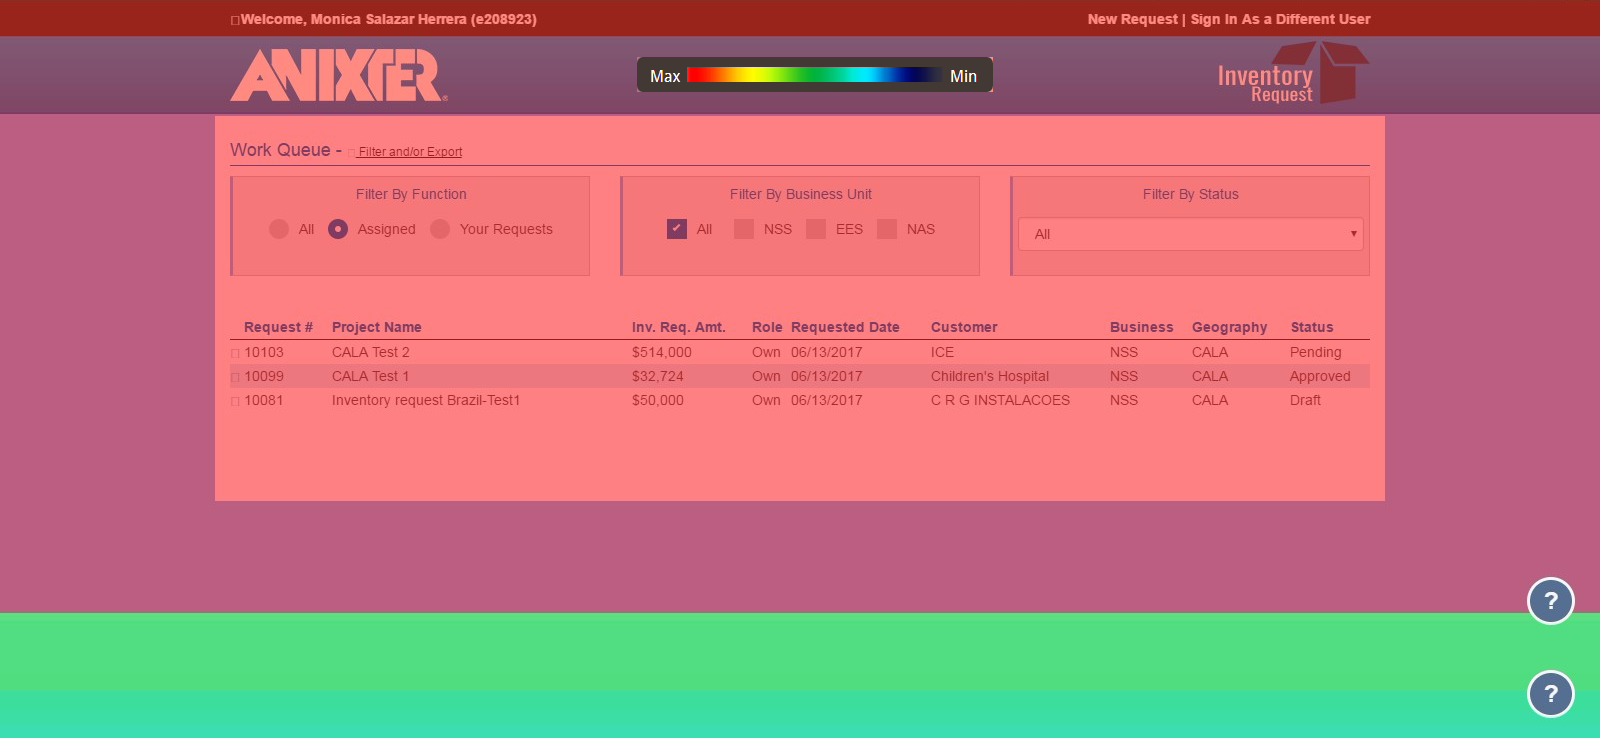 Welcome, Monica Salazar Herrera (e208923)
New Request | Sign In As a Different User
ANIXTER®
Max Min
Inventory
Request
Work Queue - Filter and/or Export
Filter By Function
All Assigned Your Requests
Filter By Business Unit
All NSS EES NAS
Filter By Status
All
Request # Project Name Inv. Req. Amt. Role Requested Date Customer Business Geography Status
10103 CALA Test 2 $514,000 Own 06/13/2017 ICE NSS CALA Pending
10099 CALA Test 1 $32,724 Own 06/13/2017 Children's Hospital NSS CALA Approved
10081 Inventory request Brazil-Test1 $50,000 Own 06/13/2017 C R G INSTALACOES NSS CALA Draft
?
?